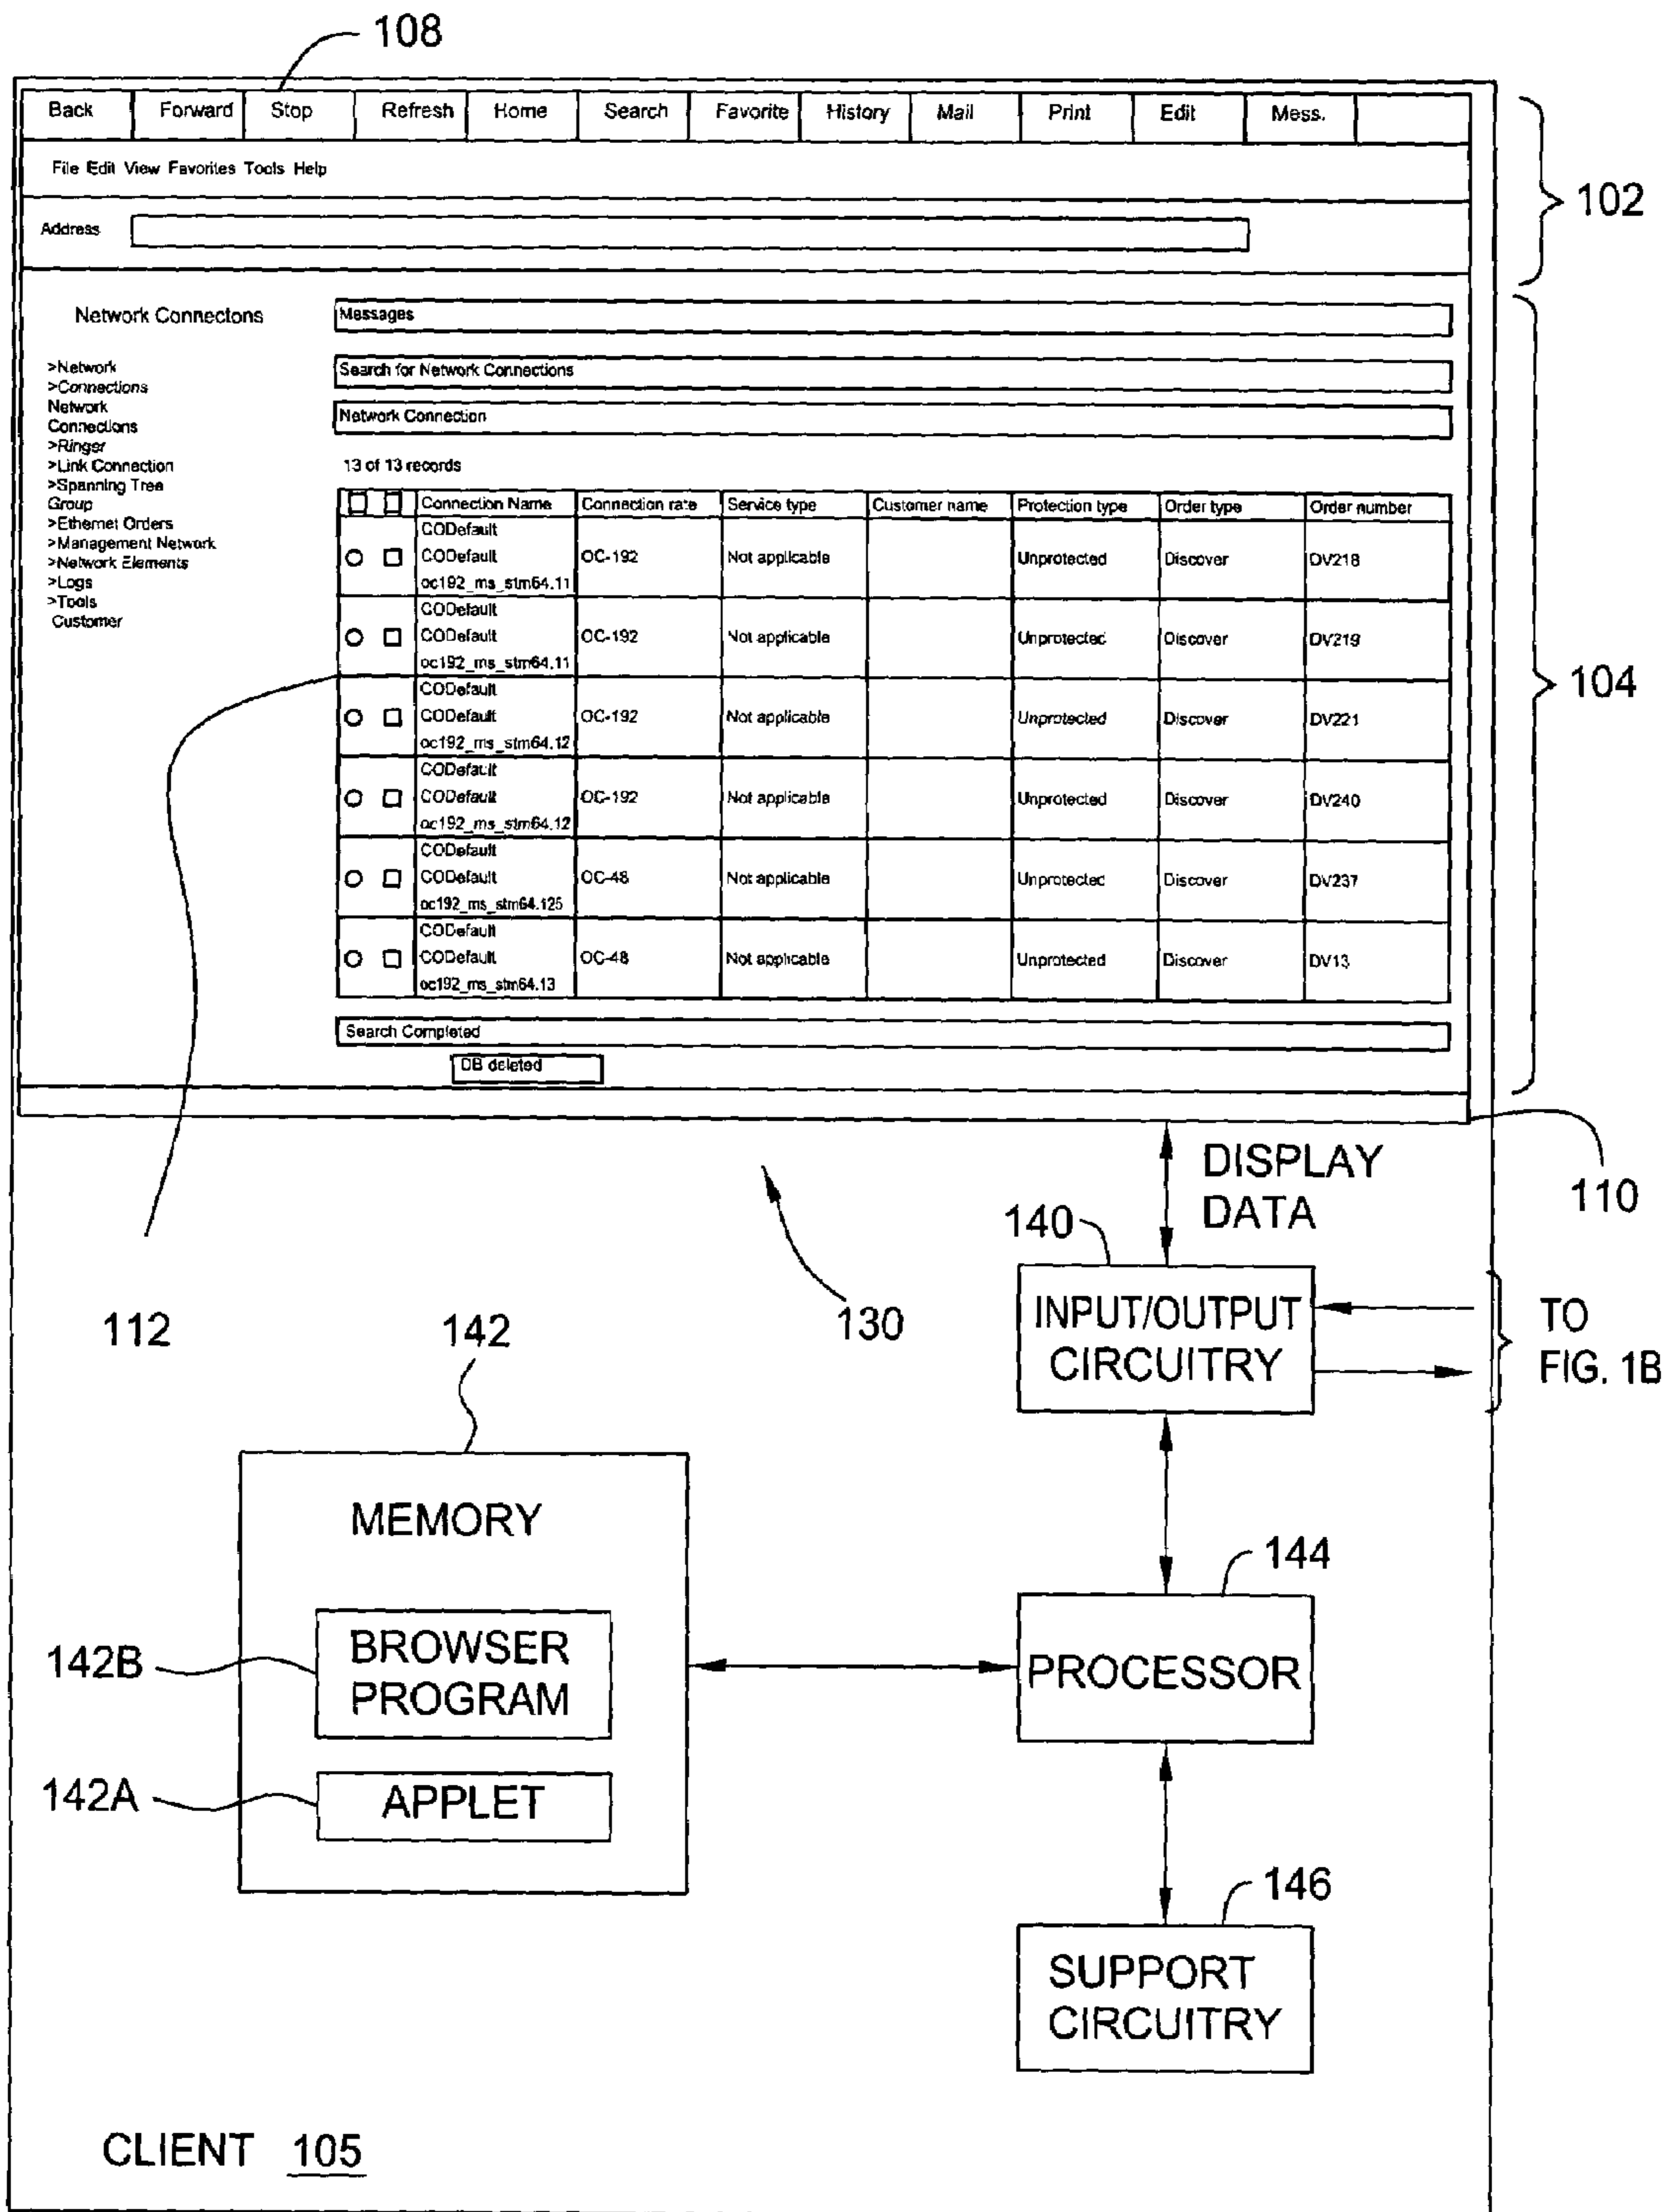 108
Back Forward Stop Refresh Home Search Favorite History Mail Print Edit Mess.
File Edit View Favorites Tools Help
102
Address
Network Connectons
Messages
>Network
>Connections
Network
Connections
>Ringer
>Link Connection
>Spanning Tree
Group
>Ethernet Orders
>Management Network
>Network Elements
>Logs
>Tools
Customer
Search for Network Connections
Network Connection
13 of 13 records
104
Connection Name Connection rate Service type Customer name Protection type Order type Order number
CODefault
CODefault OC-192 Not applicable Unprotected Discover DV218
oc192_ms_stm64.11
CODefault
CODefault OC-192 Not applicable Unprotected Discover DV219
oc192_ms_stm64.11
CODefault
CODefault OC-192 Not applicable Unprotected Discover DV221
oc192_ms_stm64.12
CODefault
CODefault OC-192 Not applicable Unprotected Discover DV240
oc192_ms_stm64.12
CODefault
CODefault OC-48 Not applicable Unprotected Discover DV237
oc192_ms_stm64.125
CODefault
CODefault OC-48 Not applicable Unprotected Discover DV13
oc192_ms_stm64.13
Search Completed
DB deleted
DISPLAY
DATA
110
140
112
142
130
INPUT/OUTPUT
CIRCUITRY
TO
FIG. 1B
MEMORY
144
142B
BROWSER
PROGRAM
PROCESSOR
142A
APPLET
146
SUPPORT
CIRCUITRY
CLIENT 105